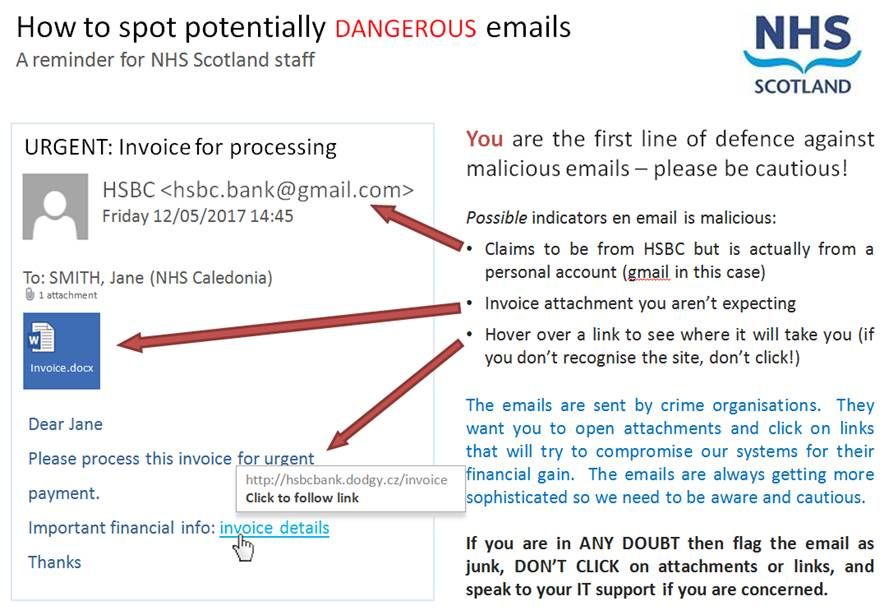 How to spot potentially DANGEROUS emails
A reminder for NHS Scotland staff
NHS
SCOTLAND
URGENT: Invoice for processing
HSBC <hsbc.bank@gmail.com>
Friday 12/05/2017 14:45
To: SMITH, Jane (NHS Caledonia)
1 attachment
W
Invoice.docx
Dear Jane
Please process this invoice for urgent
payment.
http://hsbcbank.dodgy.cz/invoice
Click to follow link
Important financial info: invoice details
Thanks
You are the first line of defence against
malicious emails – please be cautious!
Possible indicators en email is malicious:
• Claims to be from HSBC but is actually from a
personal account (gmail in this case)
• Invoice attachment you aren't expecting
• Hover over a link to see where it will take you (if
you don't recognise the site, don't click!)
The emails are sent by crime organisations. They
want you to open attachments and click on links
that will try to compromise our systems for their
financial gain. The emails are always getting more
sophisticated so we need to be aware and cautious.
If you are in ANY DOUBT then flag the email as
junk, DON'T CLICK on attachments or links, and
speak to your IT support if you are concerned.